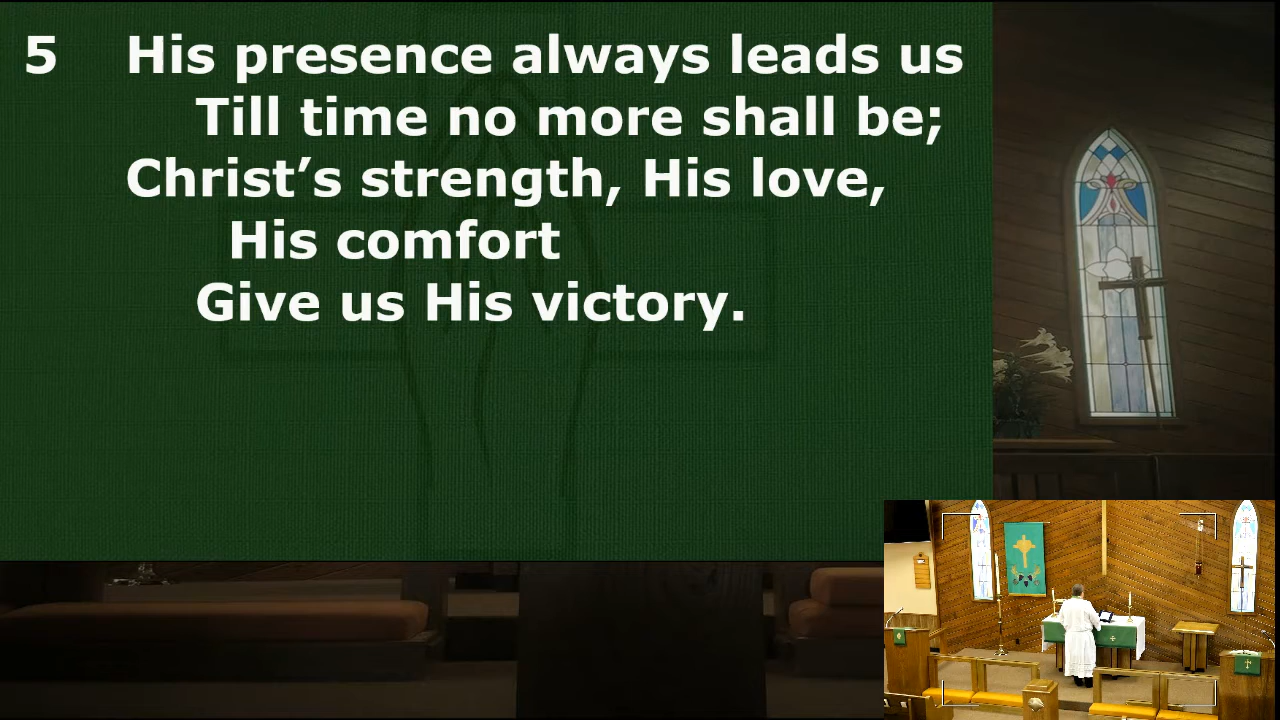 5 His presence always leads us
Till time no more shall be;
Christ’s strength, His love,
His comfort
Give us His victory.